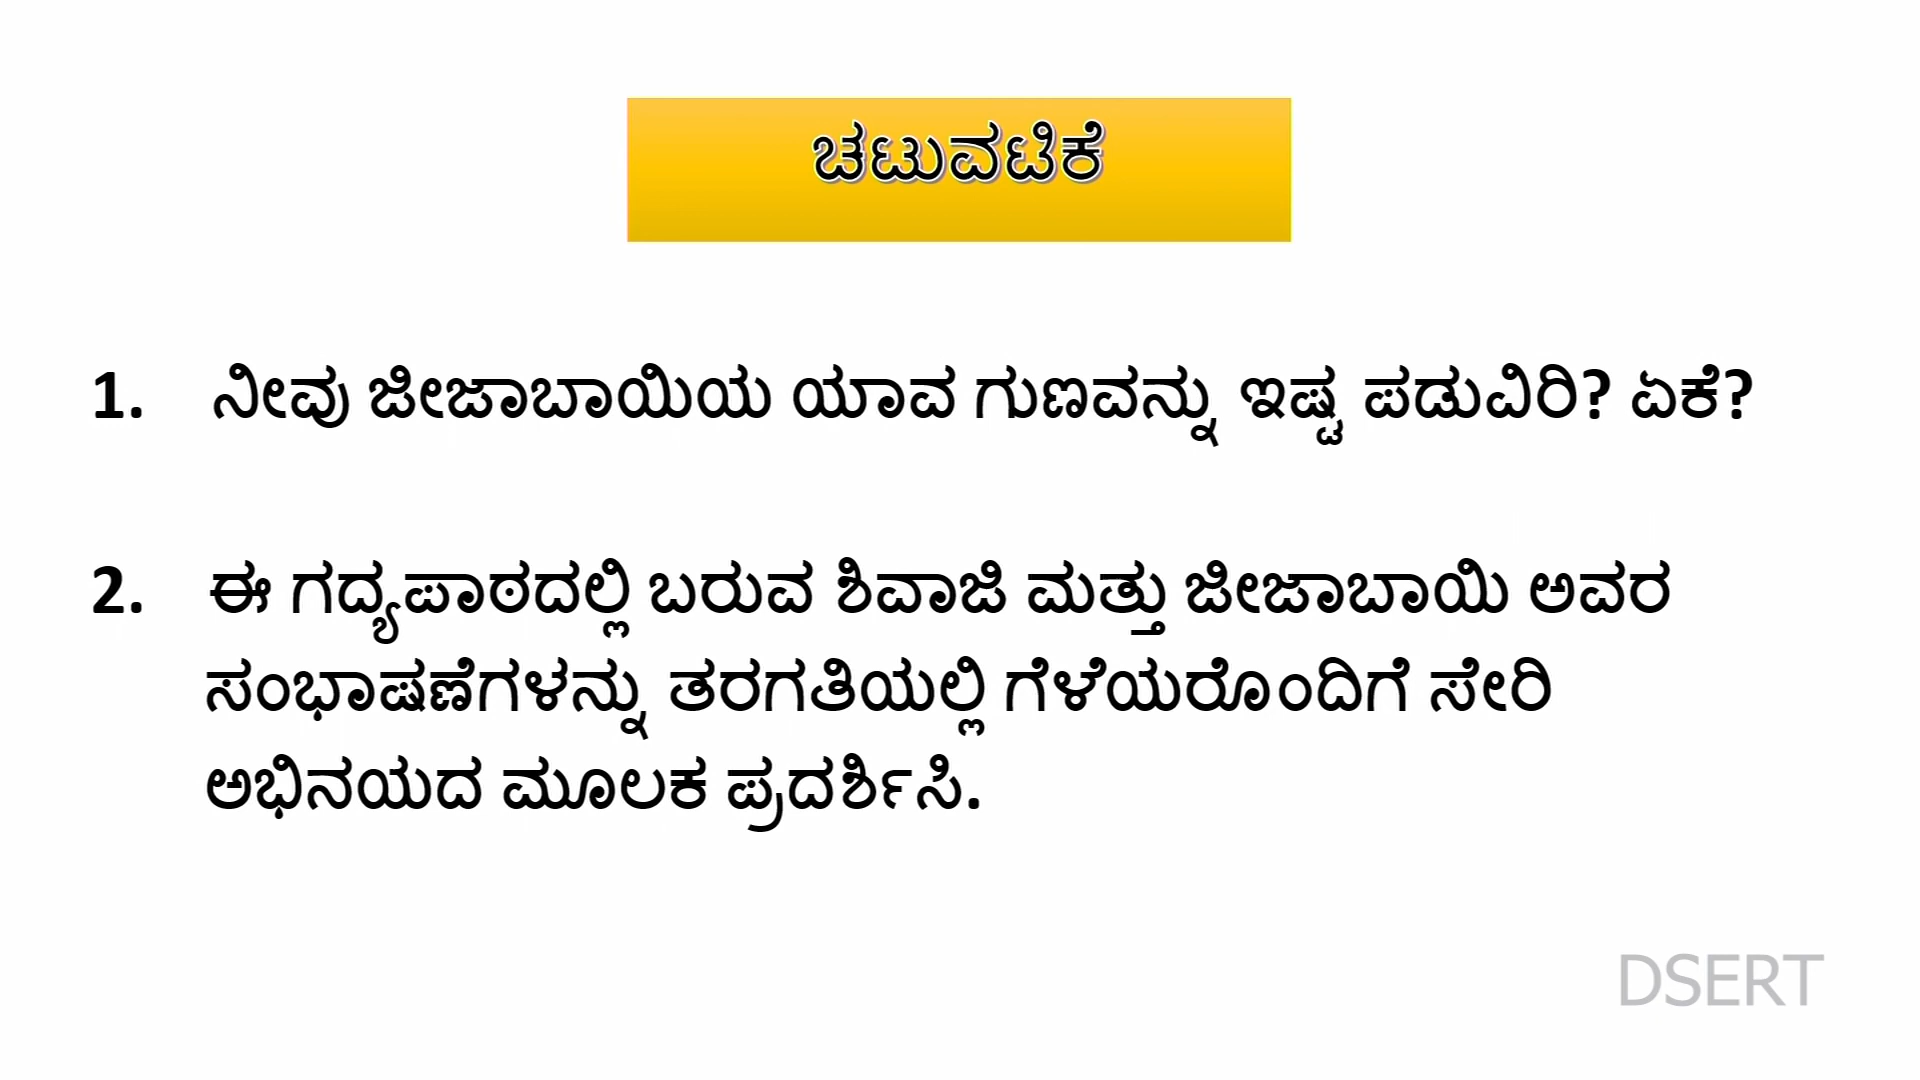 ಚಟುವಟಿಕೆ
1. ನೀವು ಜೀಜಾಬಾಯಿಯ ಯಾವ ಗುಣವನ್ನು ಇಷ್ಟ ಪಡುವಿರಿ? ಏಕೆ?
2. ಈ ಗದ್ಯಪಾಠದಲ್ಲಿ ಬರುವ ಶಿವಾಜಿ ಮತ್ತು ಜೀಜಾಬಾಯಿ ಅವರ
ಸಂಭಾಷಣೆಗಳನ್ನು ತರಗತಿಯಲ್ಲಿ ಗೆಳೆಯರೊಂದಿಗೆ ಸೇರಿ
ಅಭಿನಯದ ಮೂಲಕ ಪ್ರದರ್ಶಿಸಿ.
DSERT